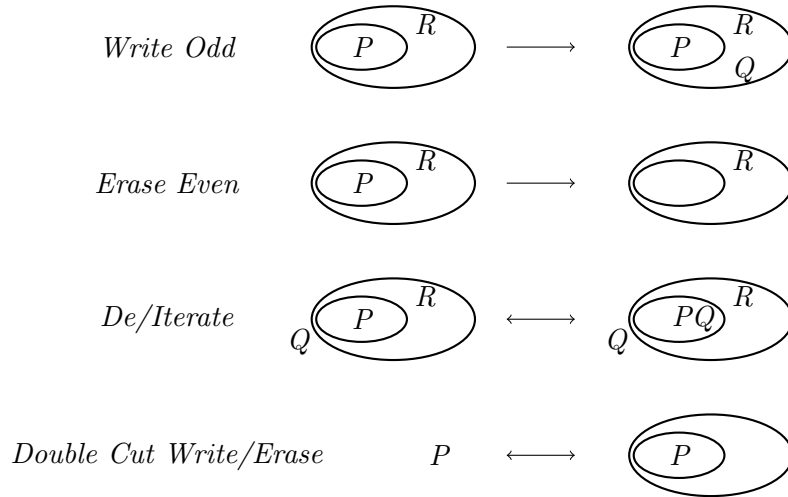 Write Odd P R P R Q
Erase Even P R R
De/Iterate Q P R Q PQ R
Double Cut Write/Erase P P